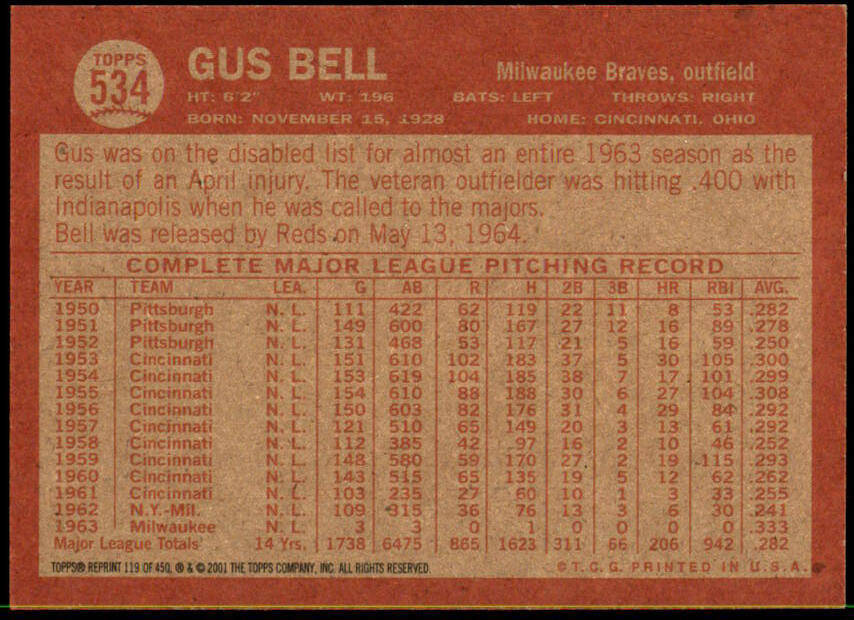 TOPPS
534
GUS BELL
Milwaukee Braves, outfield
HT: 6'2" WT: 196 BATS: LEFT THROWS: RIGHT
BORN: NOVEMBER 15, 1928 HOME: CINCINNATI, OHIO
Gus was on the disabled list for almost an entire 1963 season as the
result of an April injury. The veteran outfielder was hitting .400 with
Indianapolis when he was called to the majors.
Bell was released by Reds on May 13, 1964.
COMPLETE MAJOR LEAGUE PITCHING RECORD
YEAR TEAM LEA. G AB R H 2B 3B HR RBI AVG.
1950 Pittsburgh N. L. 111 422 62 119 22 11 8 53 .282
1951 Pittsburgh N. L. 149 600 80 167 27 12 16 89 .278
1952 Pittsburgh N. L. 131 468 53 117 21 5 16 59 .250
1953 Cincinnati N. L. 151 610 102 183 37 5 30 105 .300
1954 Cincinnati N. L. 153 619 104 185 38 7 17 101 .299
1955 Cincinnati N. L. 154 610 88 188 30 6 27 104 .308
1956 Cincinnati N. L. 150 603 82 176 31 4 29 84 .292
1957 Cincinnati N. L. 121 510 65 149 20 3 13 61 .292
1958 Cincinnati N. L. 112 385 42 97 16 2 10 46 .252
1959 Cincinnati N. L. 148 580 59 170 27 2 19 115 .293
1960 Cincinnati N. L. 143 515 65 135 19 5 12 62 .262
1961 Cincinnati N. L. 103 235 27 60 10 1 3 33 .255
1962 N.Y.-Mil. N. L. 109 315 36 76 13 3 6 30 .241
1963 Milwaukee N. L. 3 3 0 1 0 0 0 0 .333
Major League Totals 14 Yrs. 1738 6475 865 1623 311 66 206 942 .282
TOPPS® REPRINT 119 OF 450. ® & © 2001 THE TOPPS COMPANY, INC. ALL RIGHTS RESERVED.
©T.C.G. PRINTED IN U.S.A.